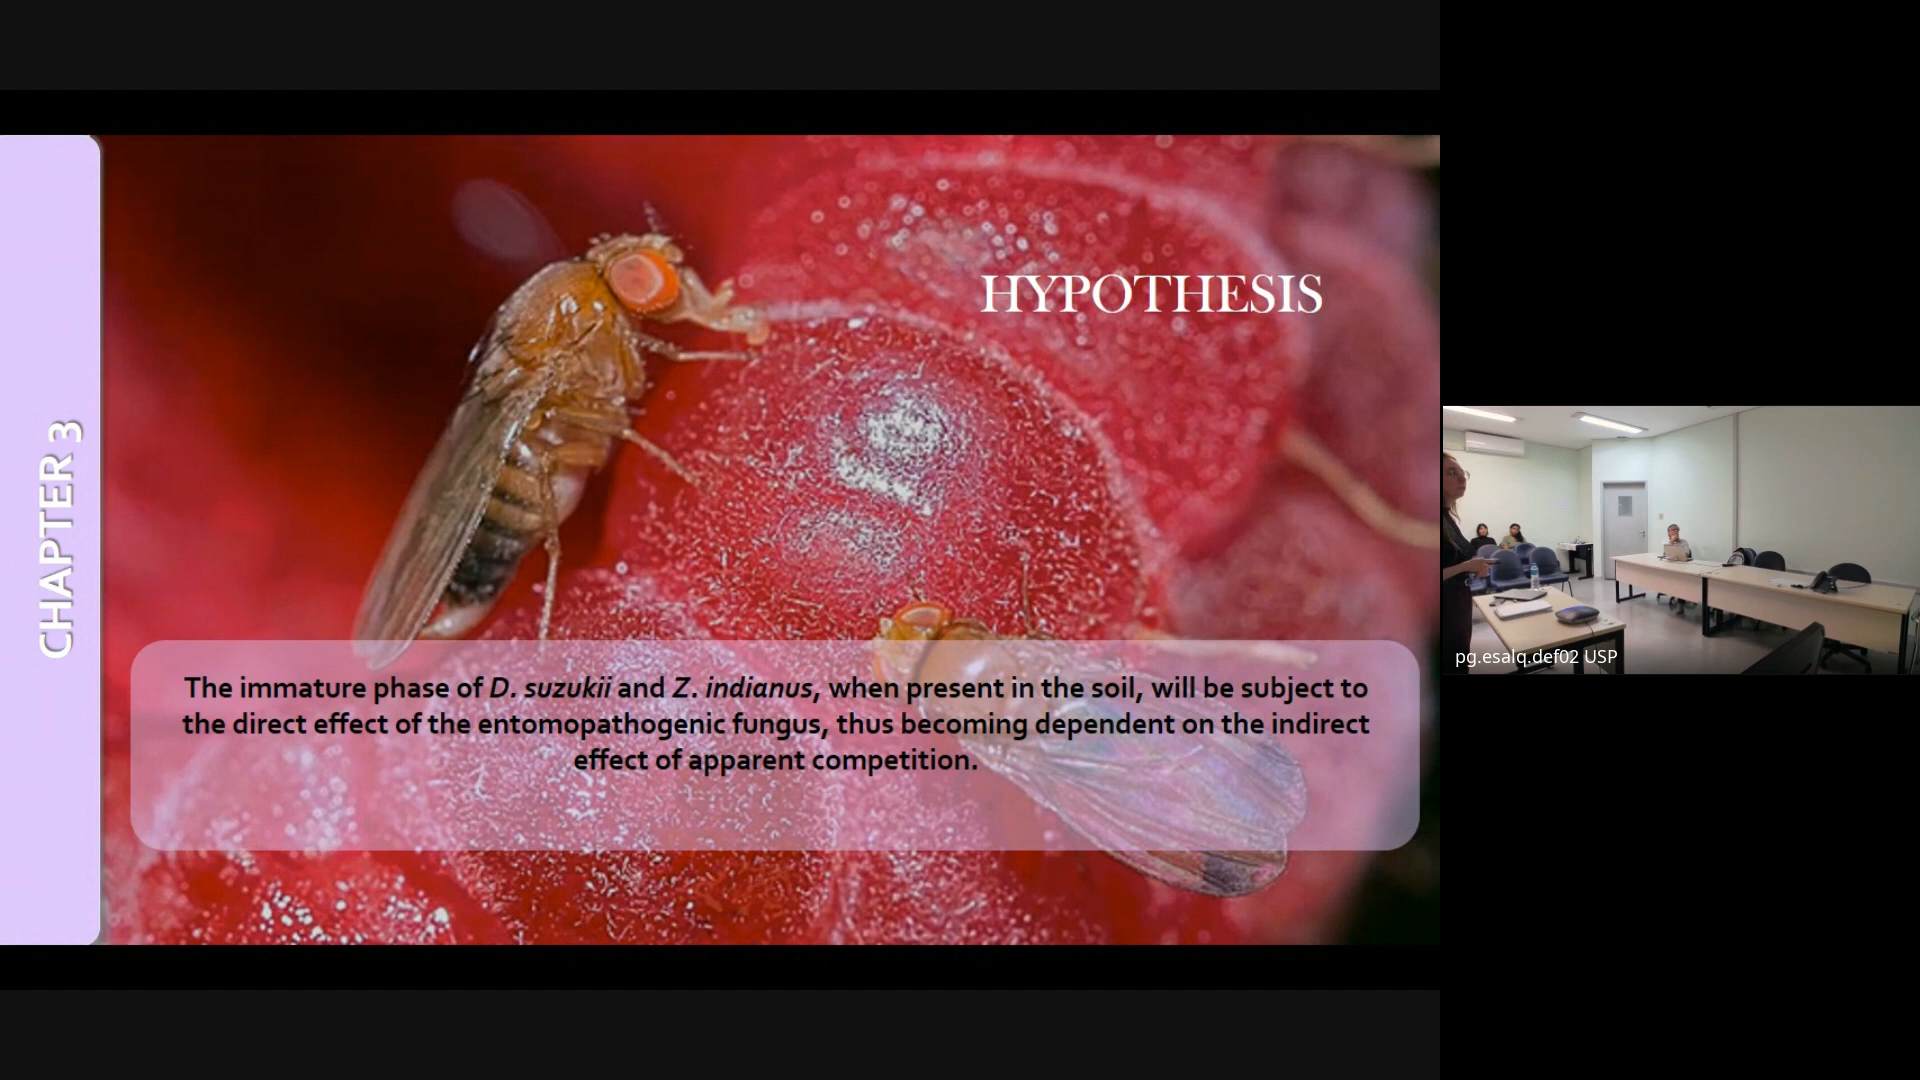 CHAPTER 3
HYPOTHESIS
The immature phase of D. suzukii and Z. indianus, when present in the soil, will be subject to
the direct effect of the entomopathogenic fungus, thus becoming dependent on the indirect
effect of apparent competition.
pg.esalq.def02 USP